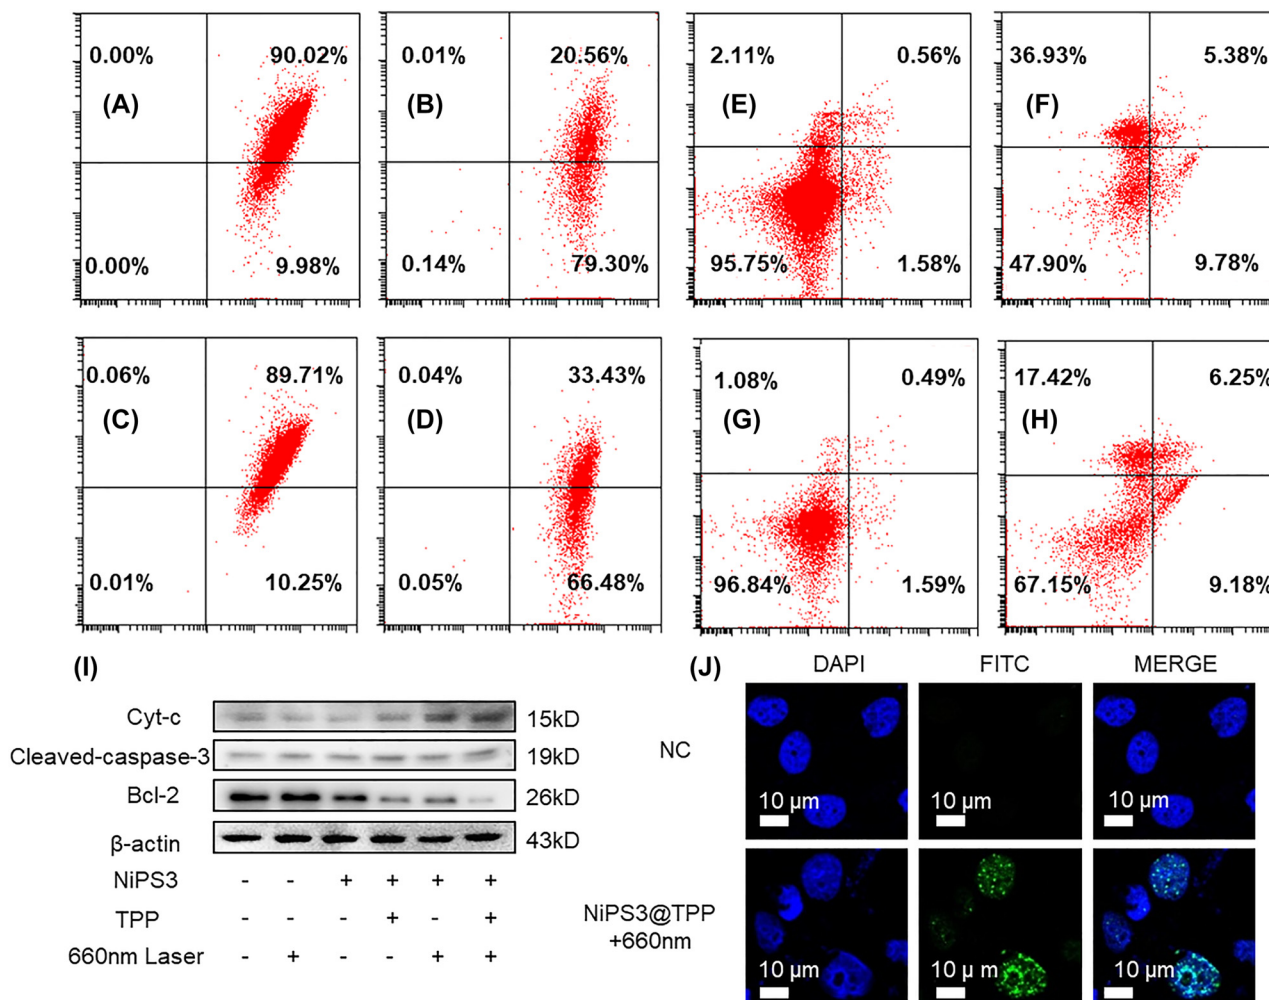 0.00% 90.02%
(A)
0.00% 9.98%
0.01% 20.56%
(B)
0.14% 79.30%
2.11% 0.56%
(E)
95.75% 1.58%
36.93% 5.38%
(F)
47.90% 9.78%
0.06% 89.71%
(C)
0.01% 10.25%
0.04% 33.43%
(D)
0.05% 66.48%
1.08% 0.49%
(G)
96.84% 1.59%
17.42% 6.25%
(H)
67.15% 9.18%
(I)
Cyt-c 15kD
Cleaved-caspase-3 19kD
Bcl-2 26kD
β-actin 43kD
NiPS3 - - + + + +
TPP - - - + - +
660nm Laser - + - - + +
(J)
DAPI FITC MERGE
NC
10 µm 10 µm 10 µm
NiPS3@TPP
+660nm
10 µm 10 µ m 10 µm